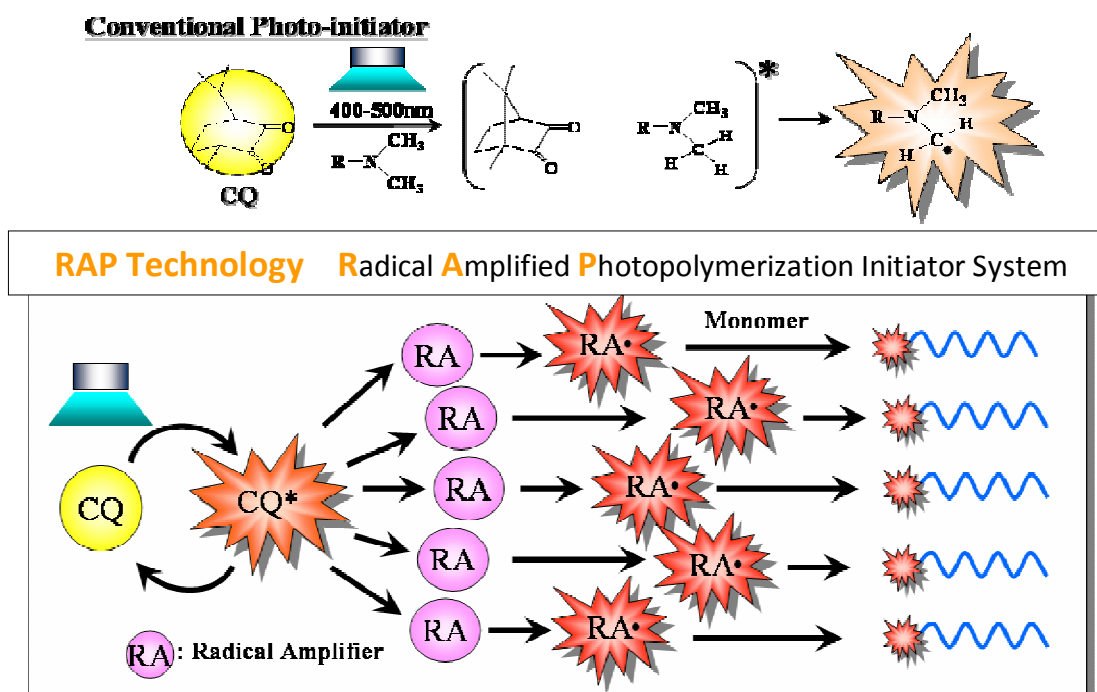 Conventional Photo-initiator
400-500nm
CQ
O
O
R-N
CH₃
CH₃
O
O
R-N
CH₃
C
H
H
H
*
R-N
CH₃
H
C
H
•
RAP Technology Radical Amplified Photopolymerization Initiator System
Monomer
RA
RA•
RA
RA•
CQ
CQ*
RA
RA•
RA
RA•
RA
RA•
RA : Radical Amplifier